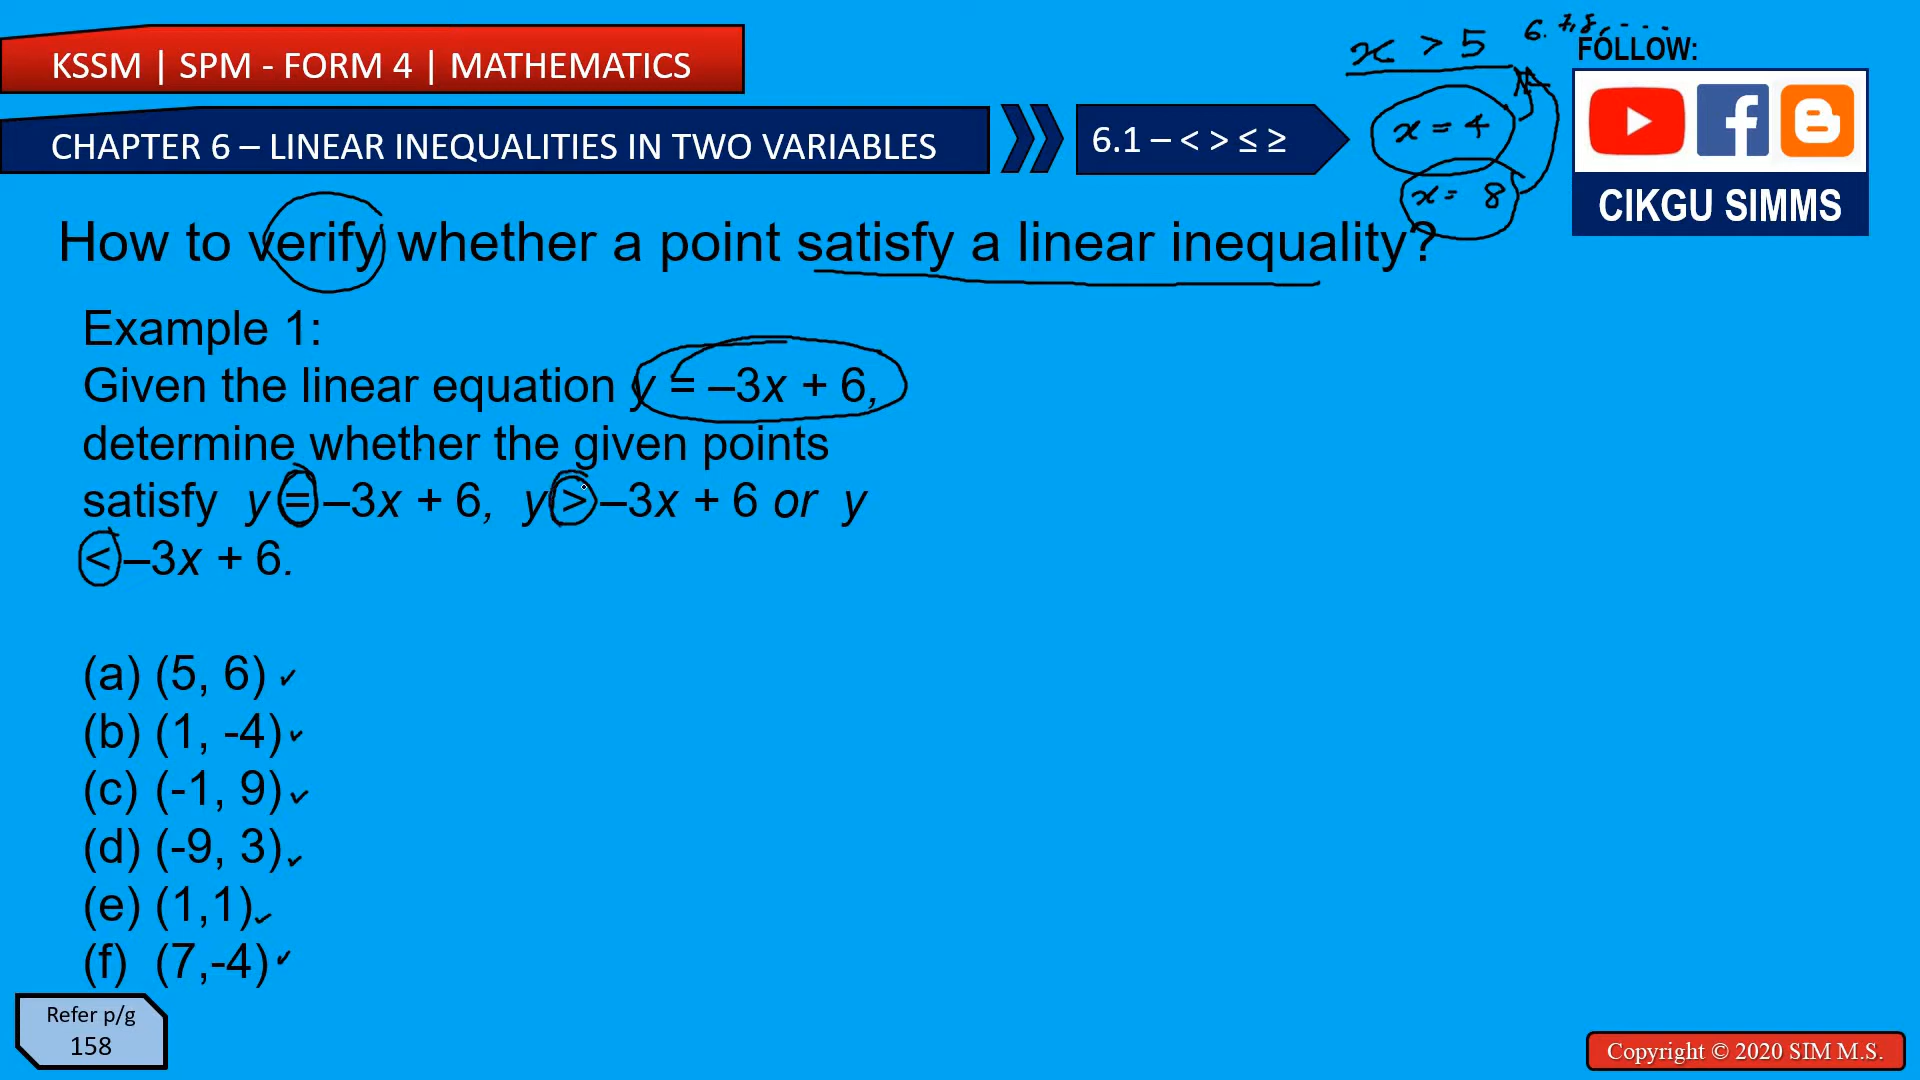 KSSM | SPM - FORM 4 | MATHEMATICS
x > 5
6. 7, 8, - - -
FOLLOW:
CHAPTER 6 – LINEAR INEQUALITIES IN TWO VARIABLES
6.1 – < > ≤ ≥
x = 4
x = 8
CIKGU SIMMS
How to verify whether a point satisfy a linear inequality?
Example 1:
Given the linear equation y = –3x + 6,
determine whether the given points
satisfy y = –3x + 6, y > –3x + 6 or y
< –3x + 6.
(a) (5, 6) ✓
(b) (1, -4) ✓
(c) (-1, 9) ✓
(d) (-9, 3) ✓
(e) (1,1) ✓
(f) (7,-4) ✓
Refer p/g
158
Copyright © 2020 SIM M.S.